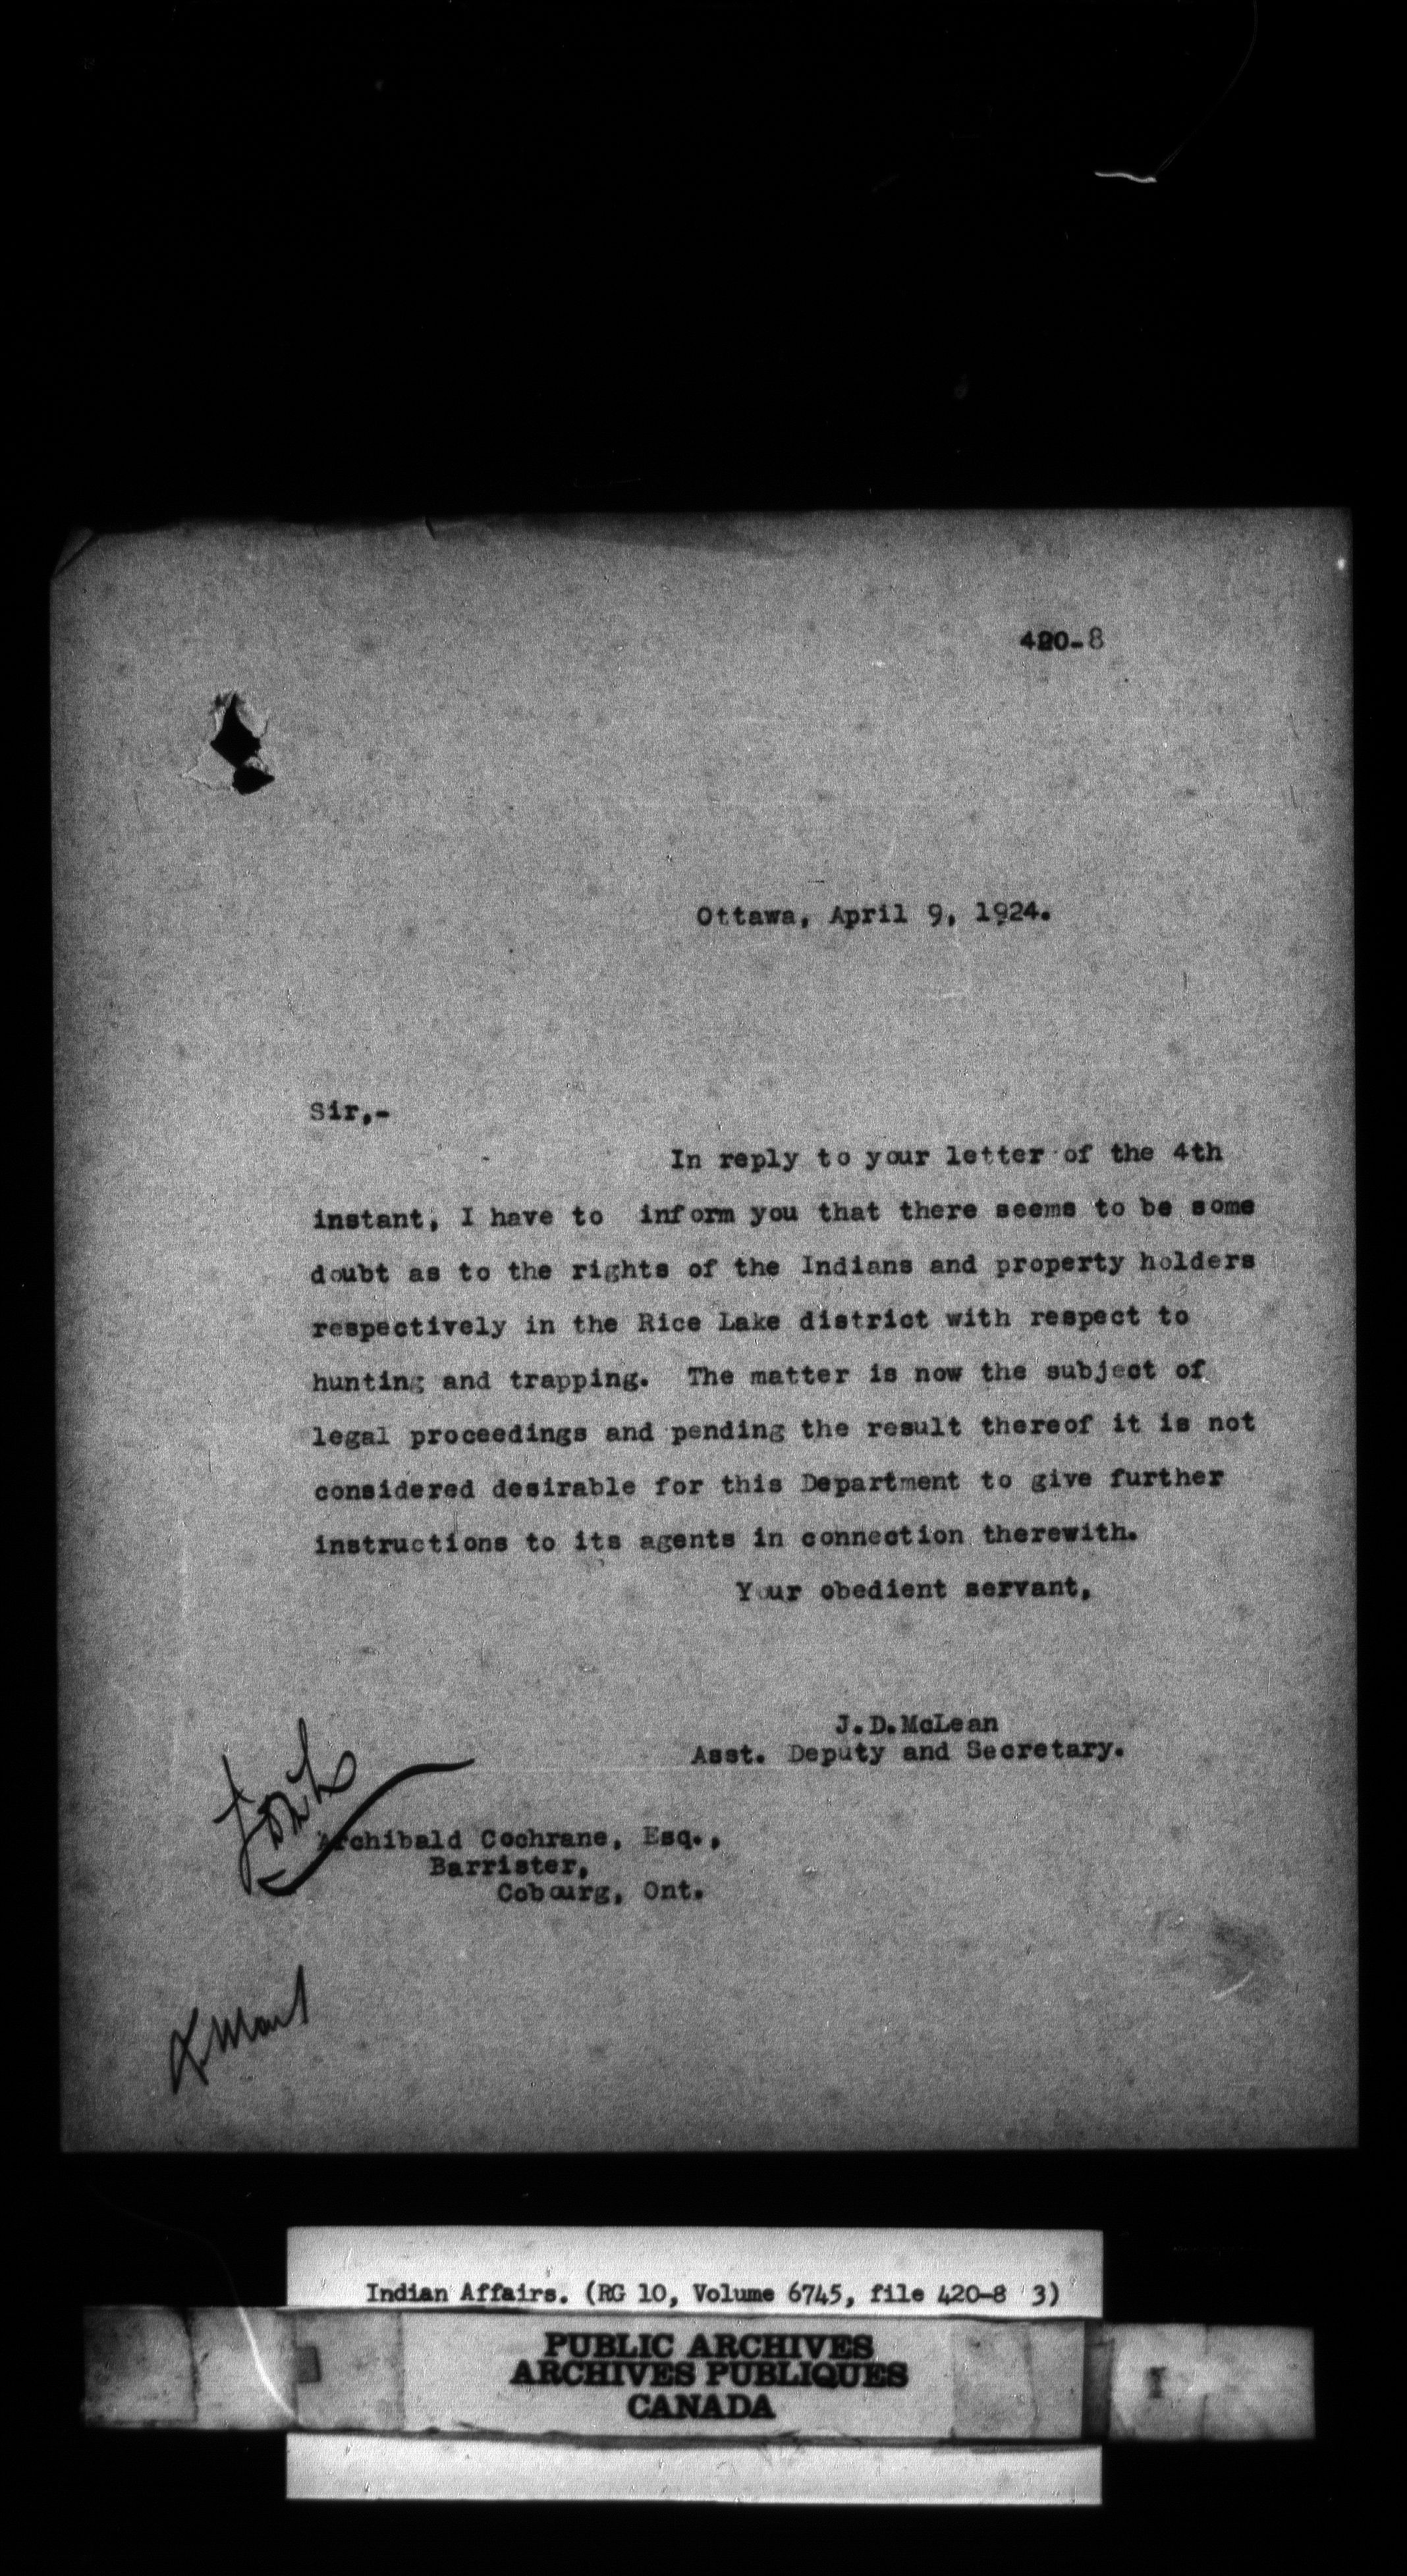 420-8
Ottawa, April 9, 1924.
Sir,-
In reply to your letter of the 4th
instant, I have to inform you that there seems to be some
doubt as to the rights of the Indians and property holders
respectively in the Rice Lake district with respect to
hunting and trapping. The matter is now the subject of
legal proceedings and pending the result thereof it is not
considered desirable for this Department to give further
instructions to its agents in connection therewith.
Your obedient servant,
J.D.McLean
Asst. Deputy and Secretary.
Archibald Cochrane, Esq.,
Barrister,
Cobourg, Ont.
Indian Affairs. (RG 10, Volume 6745, file 420-8 3)
PUBLIC ARCHIVES
ARCHIVES PUBLIQUES
CANADA